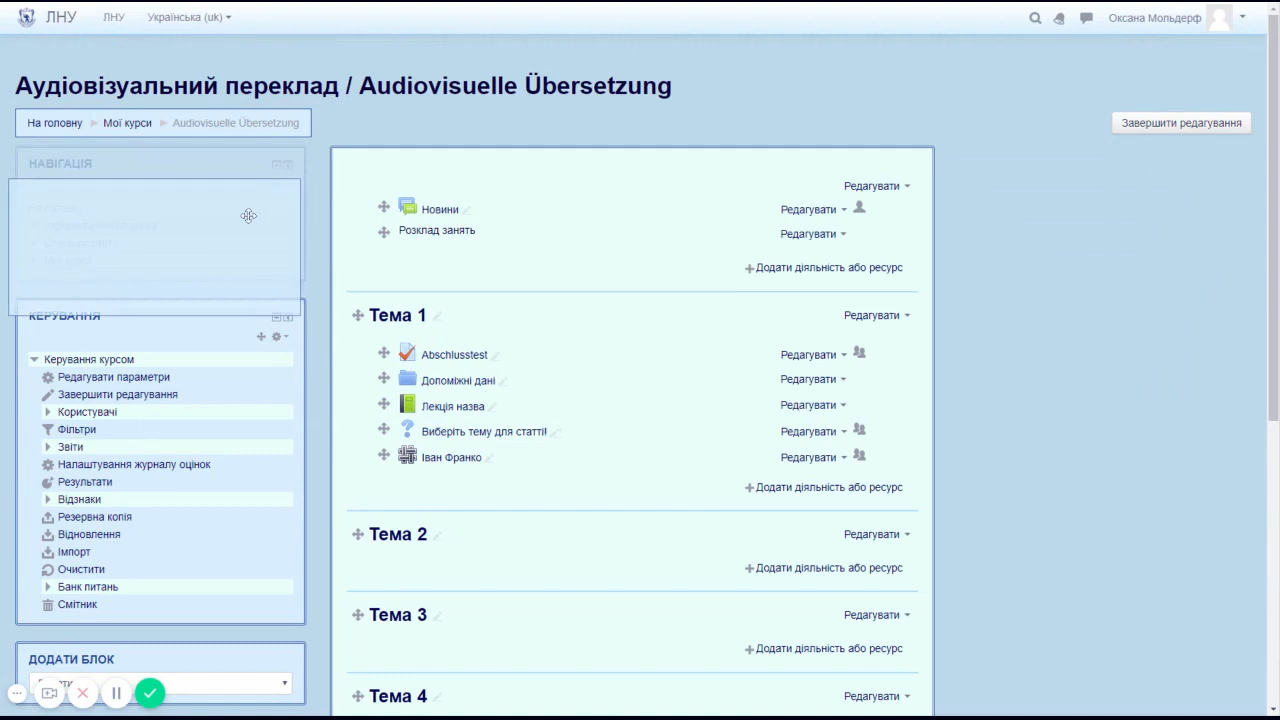 ЛНУ ЛНУ Українська (uk) Оксана Мольдерф
Аудіовізуальний переклад / Audiovisuelle Übersetzung
На головну Мої курси Audiovisuelle Übersetzung Завершити редагування
НАВІГАЦІЯ
КЕРУВАННЯ
Керування курсом
Редагувати параметри
Завершити редагування
Користувачі
Фільтри
Звіти
Налаштування журналу оцінок
Результати
Відзнаки
Резервна копія
Відновлення
Імпорт
Очистити
Банк питань
Смітник
ДОДАТИ БЛОК
Редагувати
Новини Редагувати
Розклад занять Редагувати
Додати діяльність або ресурс
Тема 1 Редагувати
Abschlusstest Редагувати
Допоміжні дані Редагувати
Лекція назва Редагувати
Виберіть тему для статті! Редагувати
Іван Франко Редагувати
Додати діяльність або ресурс
Тема 2 Редагувати
Додати діяльність або ресурс
Тема 3 Редагувати
Додати діяльність або ресурс
Тема 4 Редагувати